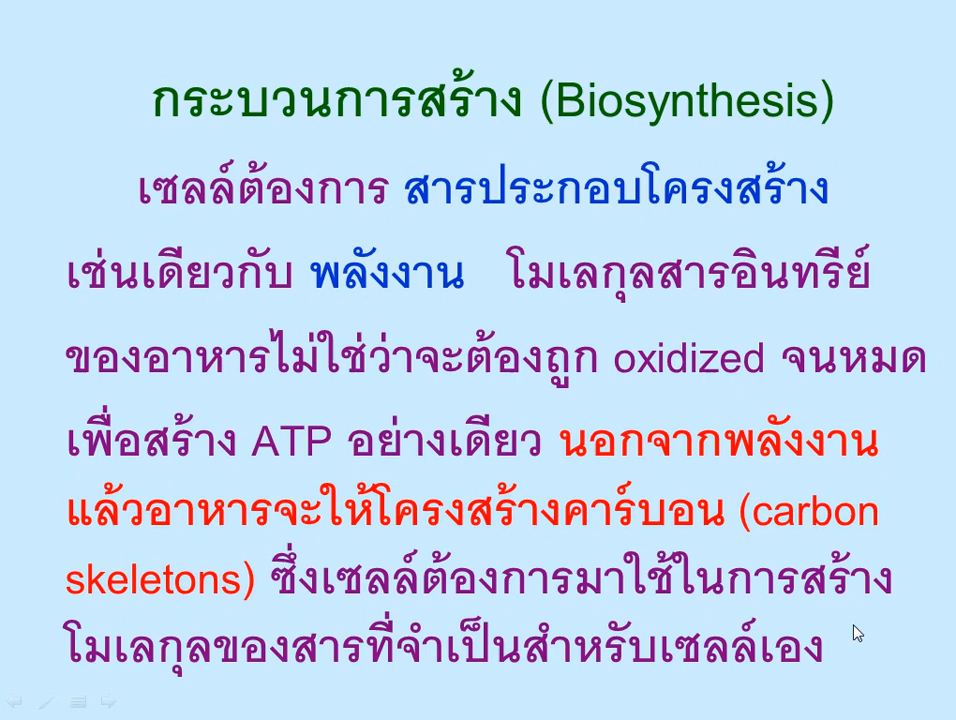 กระบวนการสร้าง (Biosynthesis)
เซลล์ต้องการ สารประกอบโครงสร้าง
เช่นเดียวกับ พลังงาน โมเลกุลสารอินทรีย์
ของอาหารไม่ใช่ว่าจะต้องถูก oxidized จนหมด
เพื่อสร้าง ATP อย่างเดียว นอกจากพลังงาน
แล้วอาหารจะให้โครงสร้างคาร์บอน (carbon
skeletons) ซึ่งเซลล์ต้องการมาใช้ในการสร้าง
โมเลกุลของสารที่จำเป็นสำหรับเซลล์เอง